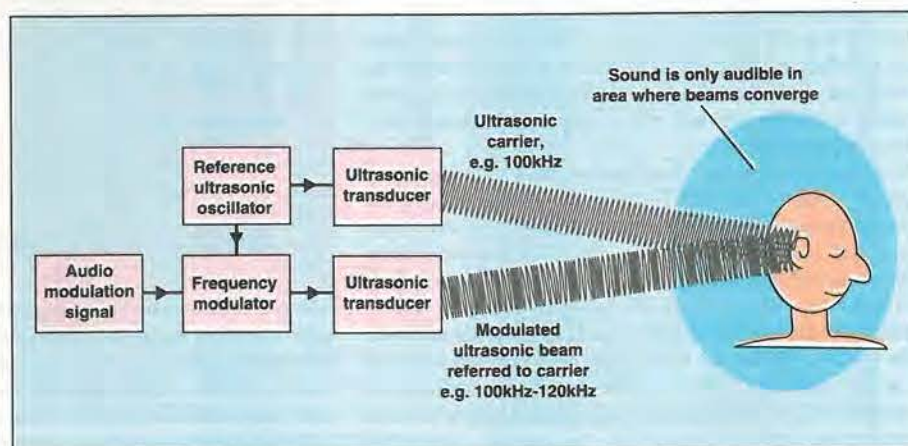 Sound is only audible in
area where beams converge
Ultrasonic
carrier,
e.g. 100kHz
Reference
ultrasonic
oscillator
Ultrasonic
transducer
Audio
modulation
signal
Frequency
modulator
Ultrasonic
transducer
Modulated
ultrasonic beam
referred to carrier
e.g. 100kHz-120kHz